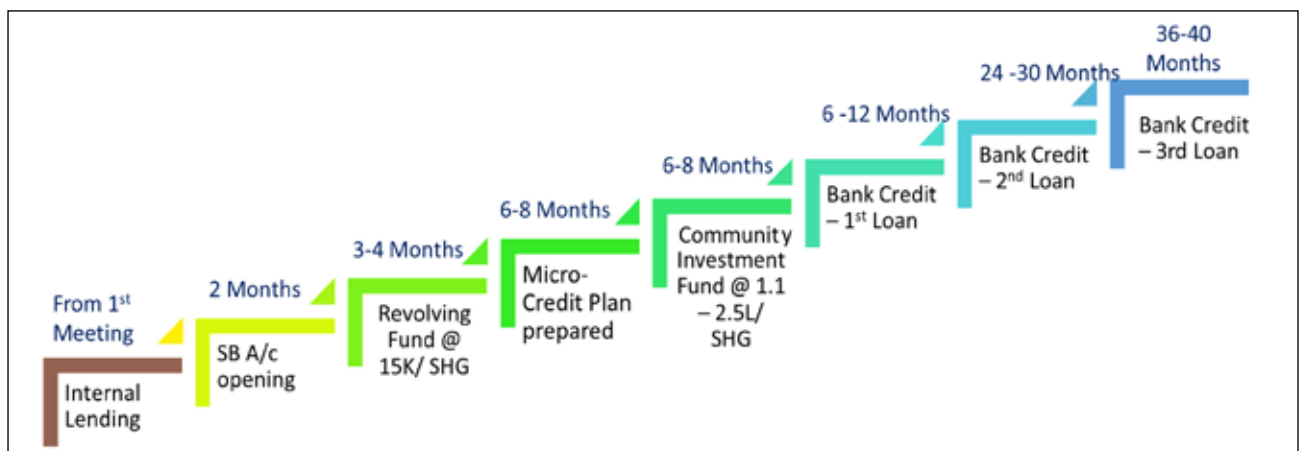 From 1st
Meeting
Internal
Lending
2 Months
SB A/c
opening
3-4 Months
Revolving
Fund @
15K/ SHG
6-8 Months
Micro-
Credit Plan
prepared
6-8 Months
Community
Investment
Fund @ 1.1
– 2.5L/
SHG
6 -12 Months
Bank Credit
– 1st Loan
24 -30 Months
Bank Credit
– 2nd Loan
36-40
Months
Bank Credit
– 3rd Loan